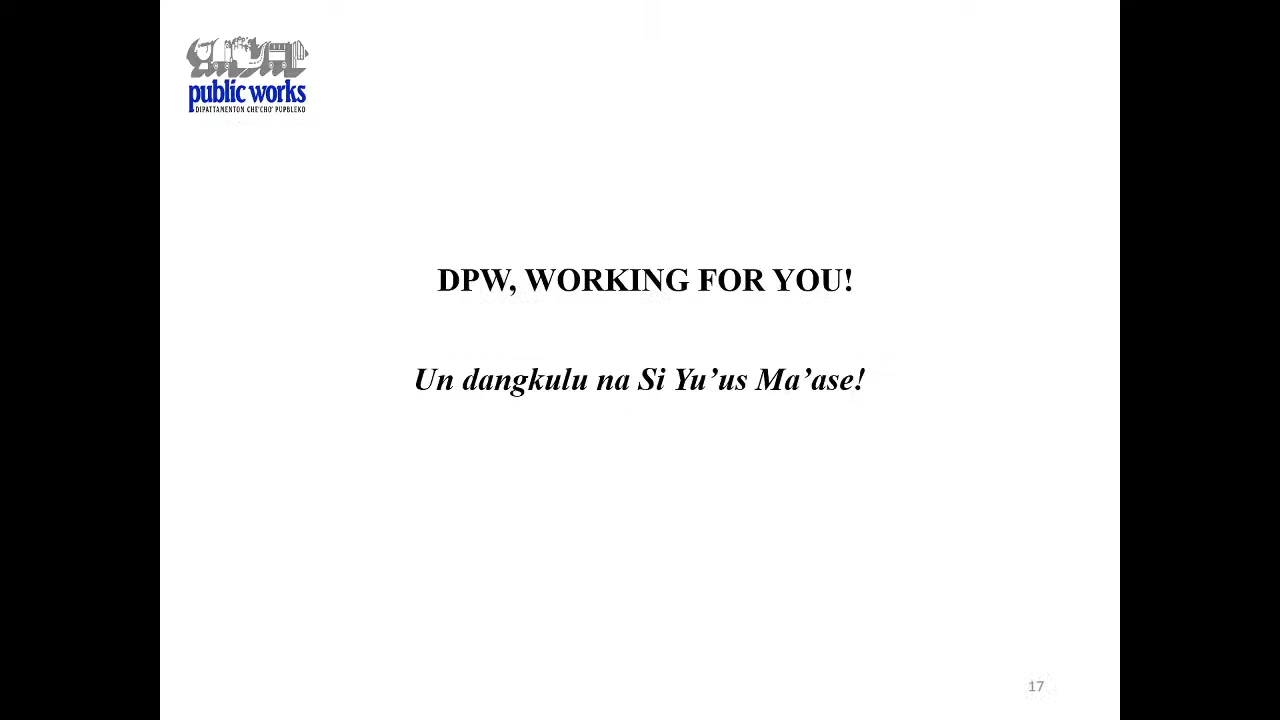 public works
DIPATTAMENTON CHE'CHO' PUPBLEKO
DPW, WORKING FOR YOU!
Un dangkulu na Si Yu’us Ma’ase!
17